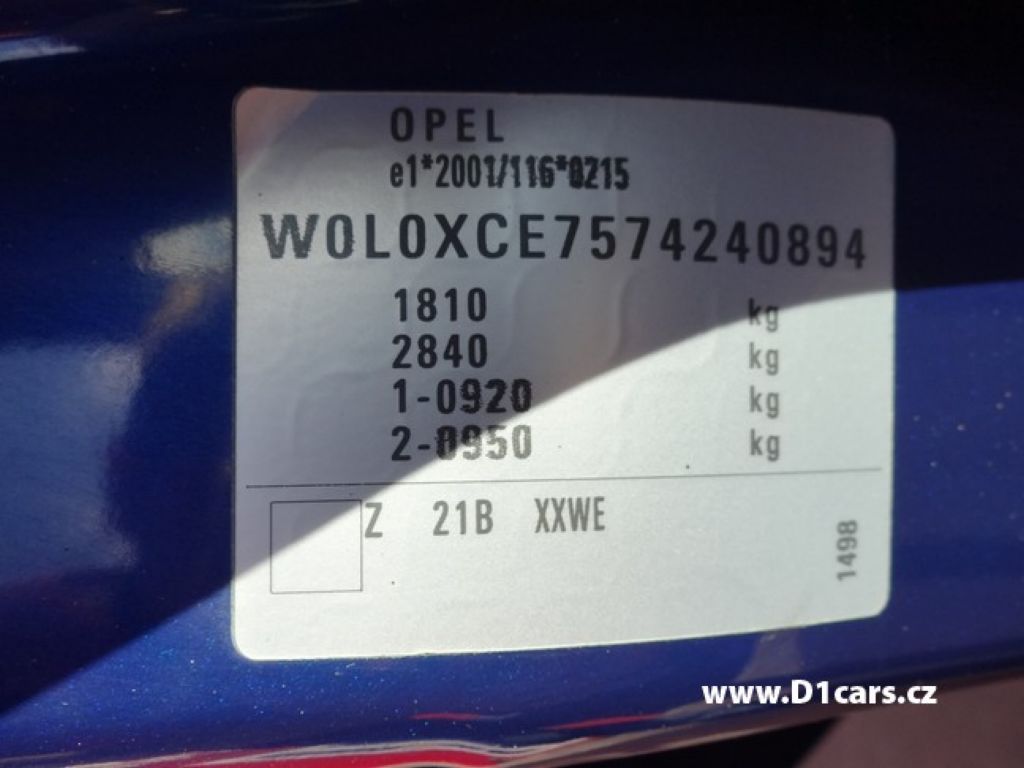 OPEL
e1*2001/116*0215
W0L0XCE7574240894
1810 kg
2840 kg
1-0920 kg
2-0950 kg
Z 21B XXWE
1498
www.D1cars.cz